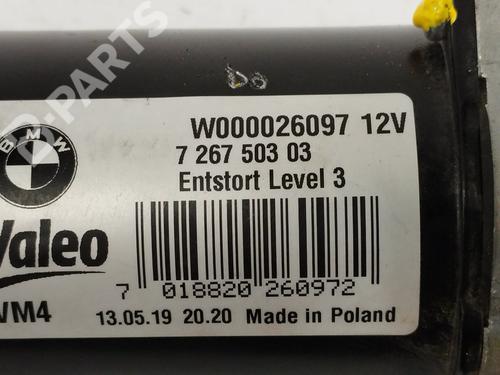 B-PARTS
BMW
W000026097 12V
7 267 503 03
Entstort Level 3
Valeo
7 018820 260972
VM4
13.05.19 20.20 Made in Poland